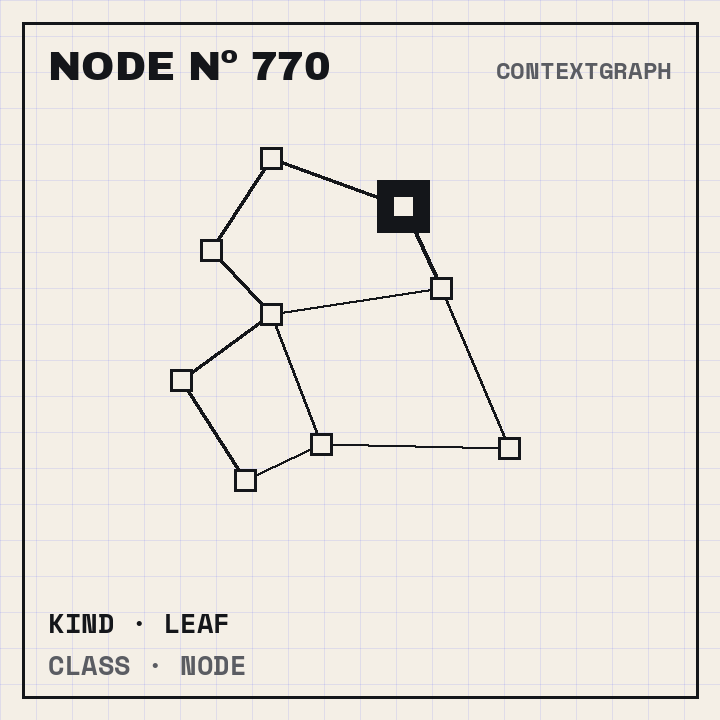 NODE Nº 770
CONTEXTGRAPH
KIND · LEAF
CLASS · NODE